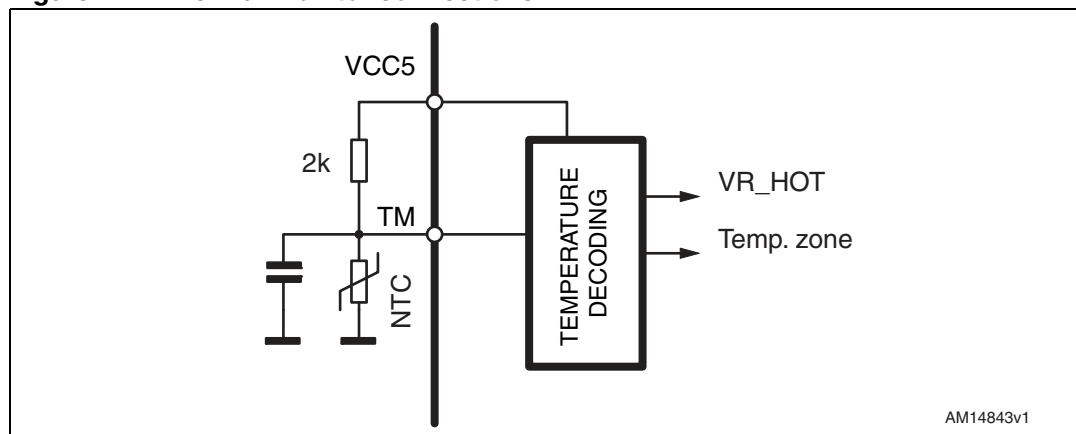 VCC5
2k
TM
NTC
TEMPERATURE
DECODING
VR_HOT
Temp. zone
AM14843v1